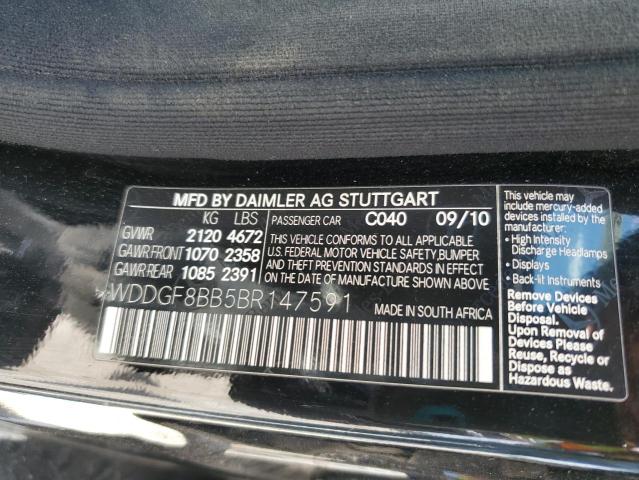 MFD BY DAIMLER AG STUTTGART
KG LBS
GVWR 2120 4672
GAWR FRONT 1070 2358
GAWR REAR 1085 2391
PASSENGER CAR C040 09/10
THIS VEHICLE CONFORMS TO ALL APPLICABLE
U.S. FEDERAL MOTOR VEHICLE SAFETY, BUMPER
AND THEFT PREVENTION STANDARDS IN EFFECT
ON THE DATE OF MANUFACTURE SHOWN ABOVE.
*WDDGF8BB5BR147591
MADE IN SOUTH AFRICA
This vehicle may
include mercury-added
devices installed by the
manufacturer:
• High Intensity
Discharge Headlamps
• Displays
• Back-lit Instruments
Remove Devices
Before Vehicle
Disposal.
Upon Removal of
Devices Please
Reuse, Recycle or
Dispose as
Hazardous Waste.